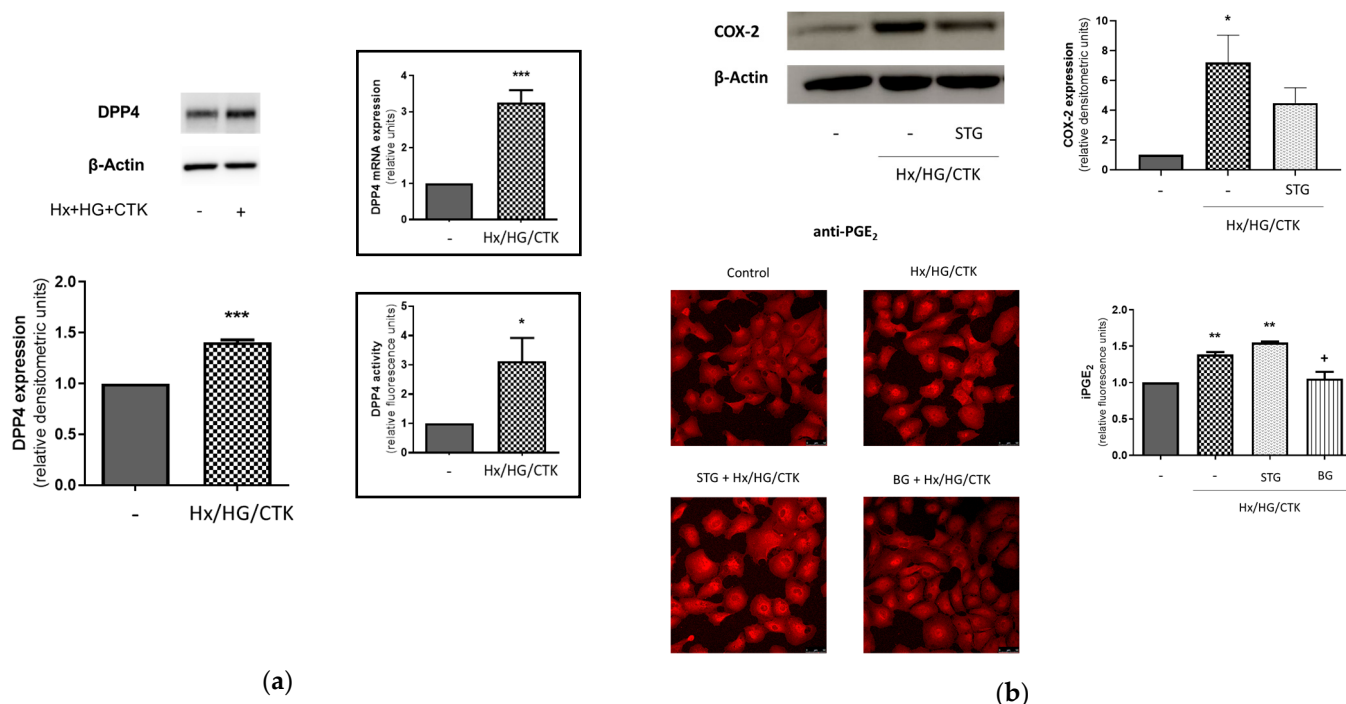 DPP4
β-Actin
Hx+HG+CTK - +
DPP4 expression
(relative densitometric units)
2.0
1.5
1.0
0.5
0.0
***
- Hx/HG/CTK
DPP4 mRNA expression
(relative units)
4
3
2
1
0
***
- Hx/HG/CTK
DPP4 activity
(relative fluorescence units)
5
4
3
2
1
0
*
- Hx/HG/CTK
(a)
COX-2
β-Actin
- - STG
Hx/HG/CTK
COX-2 expression
(relative densitometric units)
10
8
6
4
2
0
*
- - STG
Hx/HG/CTK
anti-PGE₂
Control Hx/HG/CTK
STG + Hx/HG/CTK BG + Hx/HG/CTK
iPGE₂
(relative fluorescence units)
2.0
1.5
1.0
0.5
0.0
** ** +
- - STG BG
Hx/HG/CTK
(b)